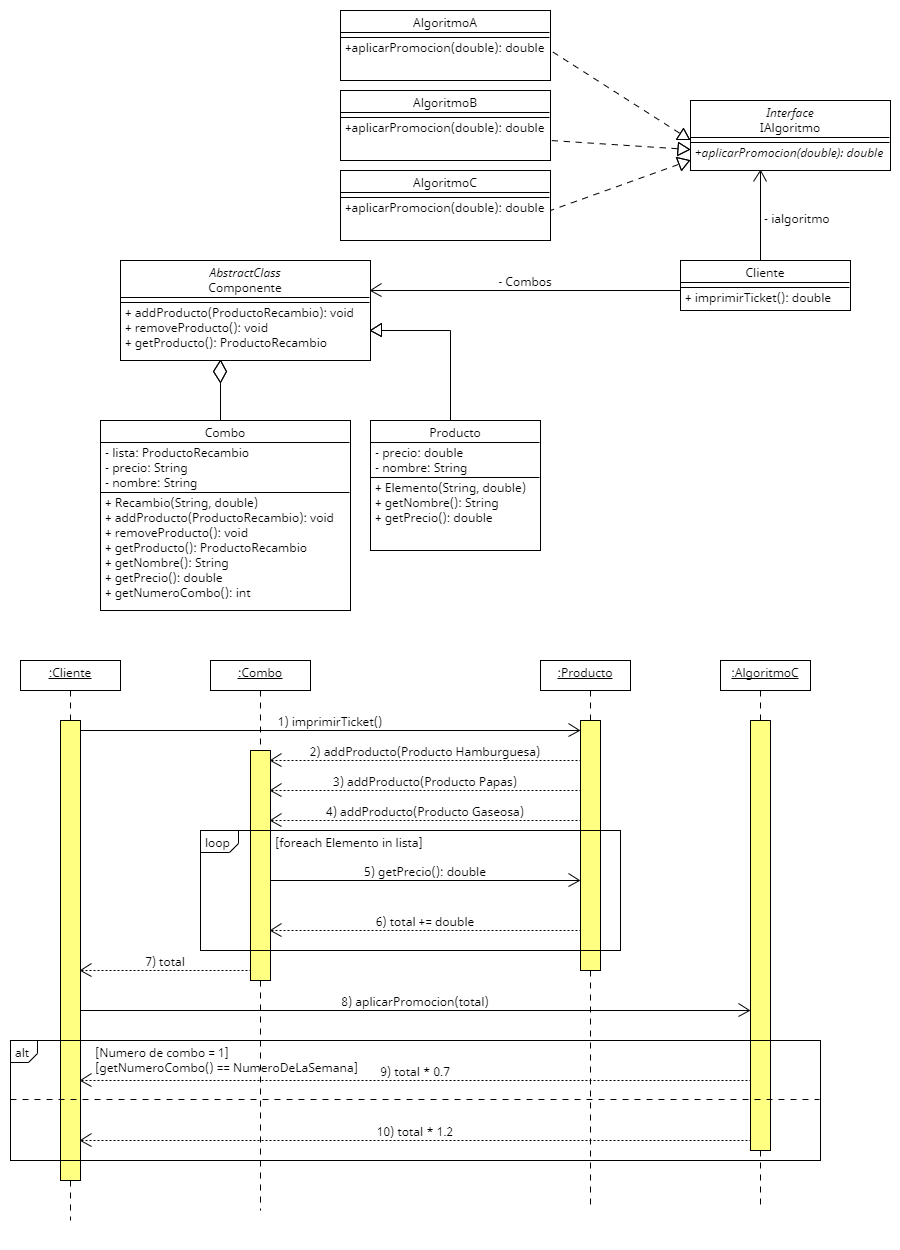 AlgoritmoA
+aplicarPromocion(double): double
AlgoritmoB
+aplicarPromocion(double): double
AlgoritmoC
+aplicarPromocion(double): double
Interface
IAlgoritmo
+aplicarPromocion(double): double
- ialgoritmo
AbstractClass
Componente
+ addProducto(ProductoRecambio): void
+ removeProducto(): void
+ getProducto(): ProductoRecambio
- Combos
Cliente
+ imprimirTicket(): double
Combo
- lista: ProductoRecambio
- precio: String
- nombre: String
+ Recambio(String, double)
+ addProducto(ProductoRecambio): void
+ removeProducto(): void
+ getProducto(): ProductoRecambio
+ getNombre(): String
+ getPrecio(): double
+ getNumeroCombo(): int
Producto
- precio: double
- nombre: String
+ Elemento(String, double)
+ getNombre(): String
+ getPrecio(): double
:Cliente
:Combo
:Producto
:AlgoritmoC
1) imprimirTicket()
2) addProducto(Producto Hamburguesa)
3) addProducto(Producto Papas)
4) addProducto(Producto Gaseosa)
loop
[foreach Elemento in lista]
5) getPrecio(): double
6) total += double
7) total
8) aplicarPromocion(total)
alt
[Numero de combo = 1]
[getNumeroCombo() == NumeroDeLaSemana]
9) total * 0.7
10) total * 1.2